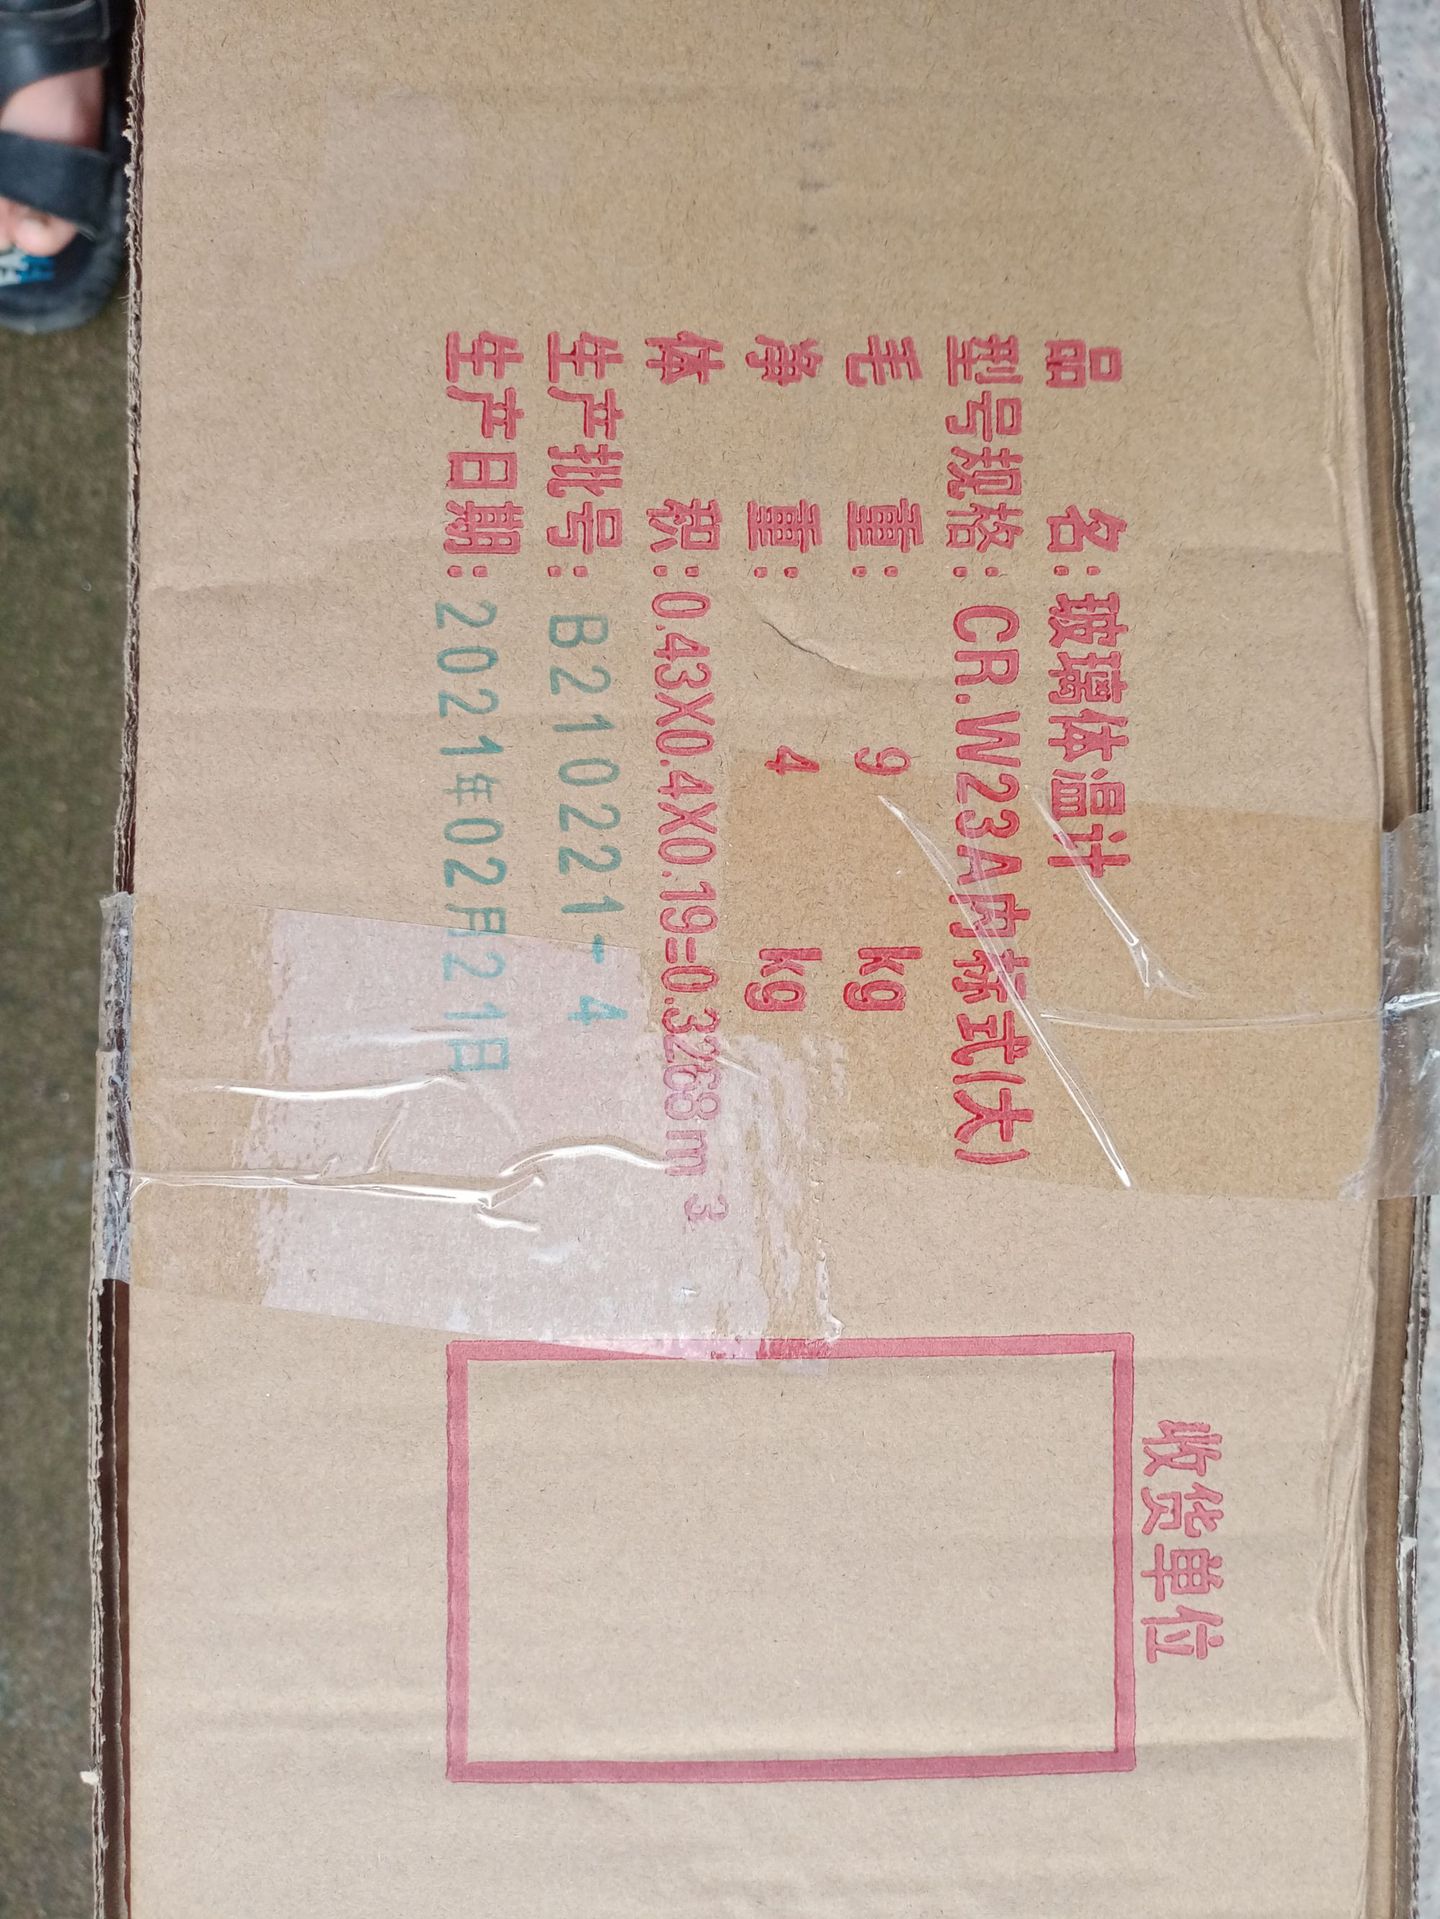 品 名:玻璃体温计
型号规格:CR.W23A内标式(大)
毛 重: 9 kg
净 重: 4 kg
体 积:0.43X0.4X0.19=0.3268m3
生产批号:B210221-4
生产日期:2021年02月21日
收货单位